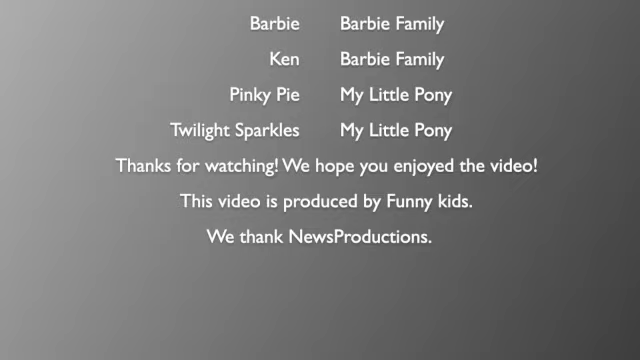 Barbie Barbie Family
Ken Barbie Family
Pinky Pie My Little Pony
Twilight Sparkles My Little Pony
Thanks for watching! We hope you enjoyed the video!
This video is produced by Funny kids.
We thank NewsProductions.